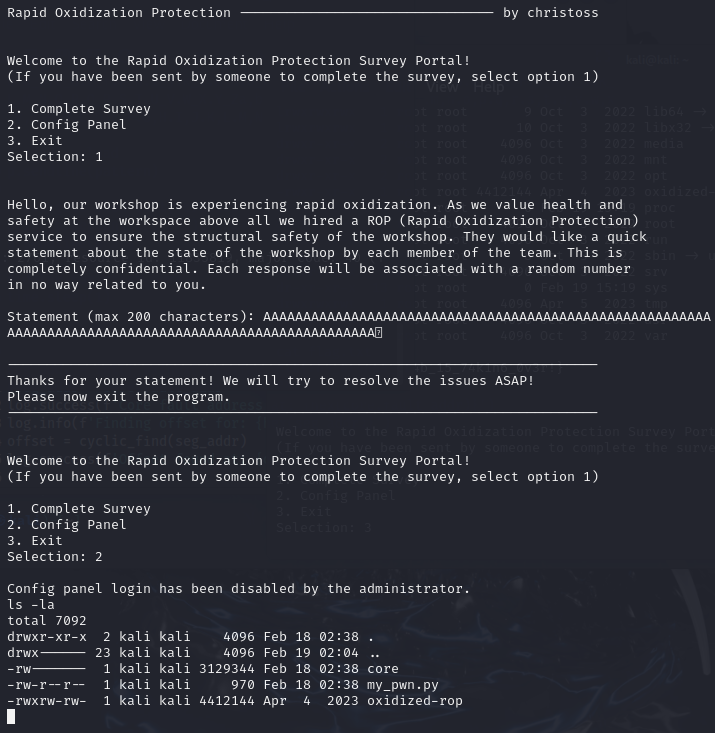 Rapid Oxidization Protection ———————————————————————————————— by christoss
Welcome to the Rapid Oxidization Protection Survey Portal!
(If you have been sent by someone to complete the survey, select option 1)
1. Complete Survey
2. Config Panel
3. Exit
Selection: 1
Hello, our workshop is experiencing rapid oxidization. As we value health and
safety at the workspace above all we hired a ROP (Rapid Oxidization Protection)
service to ensure the structural safety of the workshop. They would like a quick
statement about the state of the workshop by each member of the team. This is
completely confidential. Each response will be associated with a random number
in no way related to you.
Statement (max 200 characters): AAAAAAAAAAAAAAAAAAAAAAAAAAAAAAAAAAAAAAAAAAAAAAAAAAAAAAAA
AAAAAAAAAAAAAAAAAAAAAAAAAAAAAAAAAAAAAAAAAAAAAA
Thanks for your statement! We will try to resolve the issues ASAP!
Please now exit the program.
Welcome to the Rapid Oxidization Protection Survey Portal!
(If you have been sent by someone to complete the survey, select option 1)
1. Complete Survey
2. Config Panel
3. Exit
Selection: 2
Config panel login has been disabled by the administrator.
ls -la
total 7092
drwxr-xr-x  2 kali kali    4096 Feb 18 02:38 .
drwx------ 23 kali kali    4096 Feb 19 02:04 ..
-rw-------  1 kali kali 3129344 Feb 18 02:38 core
-rw-r--r--  1 kali kali     970 Feb 18 02:38 my_pwn.py
-rwxrw-rw-  1 kali kali 4412144 Apr  4  2023 oxidized-rop